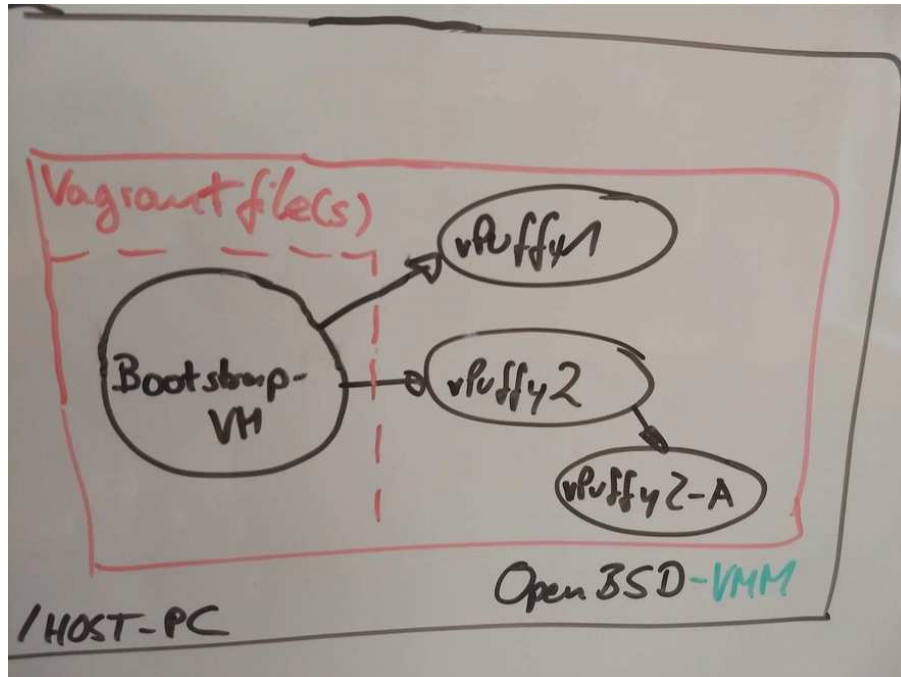 Vagrantfile(s)
vPuffy1
Bootstrap-
VM
vPuffy2
vPuffy2-A
OpenBSD-VMM
/HOST-PC